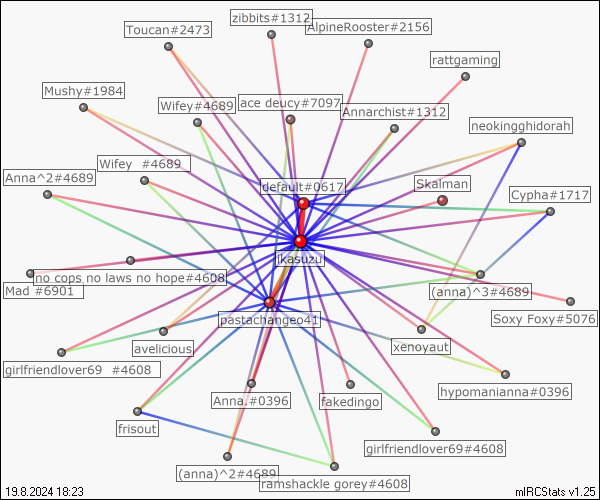 zibbits#1312
Toucan#2473
AlpineRooster#2156
rattgaming
Mushy#1984
Wifey#4689
ace deucy#7097
Annarchist#1312
neokingghidorah
Wifey #4689
Anna^2#4689
default#0617
Skalman
Cypha#1717
ikasuzu
no cops no laws no hope#4608
Mad #6901
(anna)^3#4689
Soxy Foxy#5076
pastachangeo41
avelicious
xenoyaut
girlfriendlover69 #4608
hypomanianna#0396
Anna.#0396
fakedingo
frisout
girlfriendlover69#4608
(anna)^2#4689
ramshackle gorey#4608
19.8.2024 18:23
mIRCStats v1.25